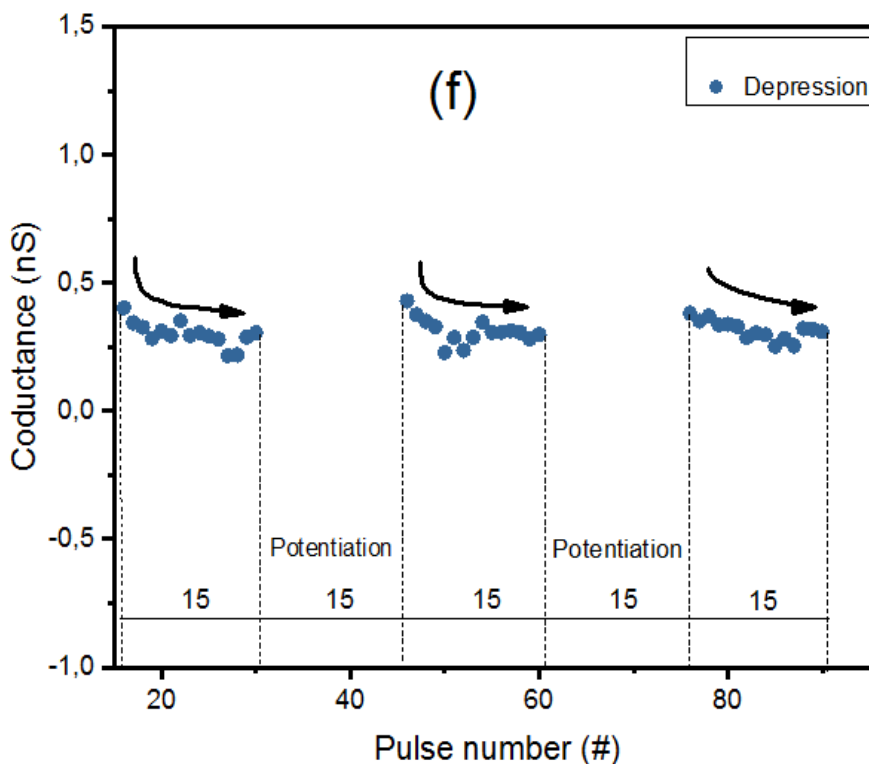 1,5
1,0
0,5
0,0
-0,5
-1,0
Coductance (nS)
(f)
Depression
Potentiation
Potentiation
15
15
15
15
15
20
40
60
80
Pulse number (#)